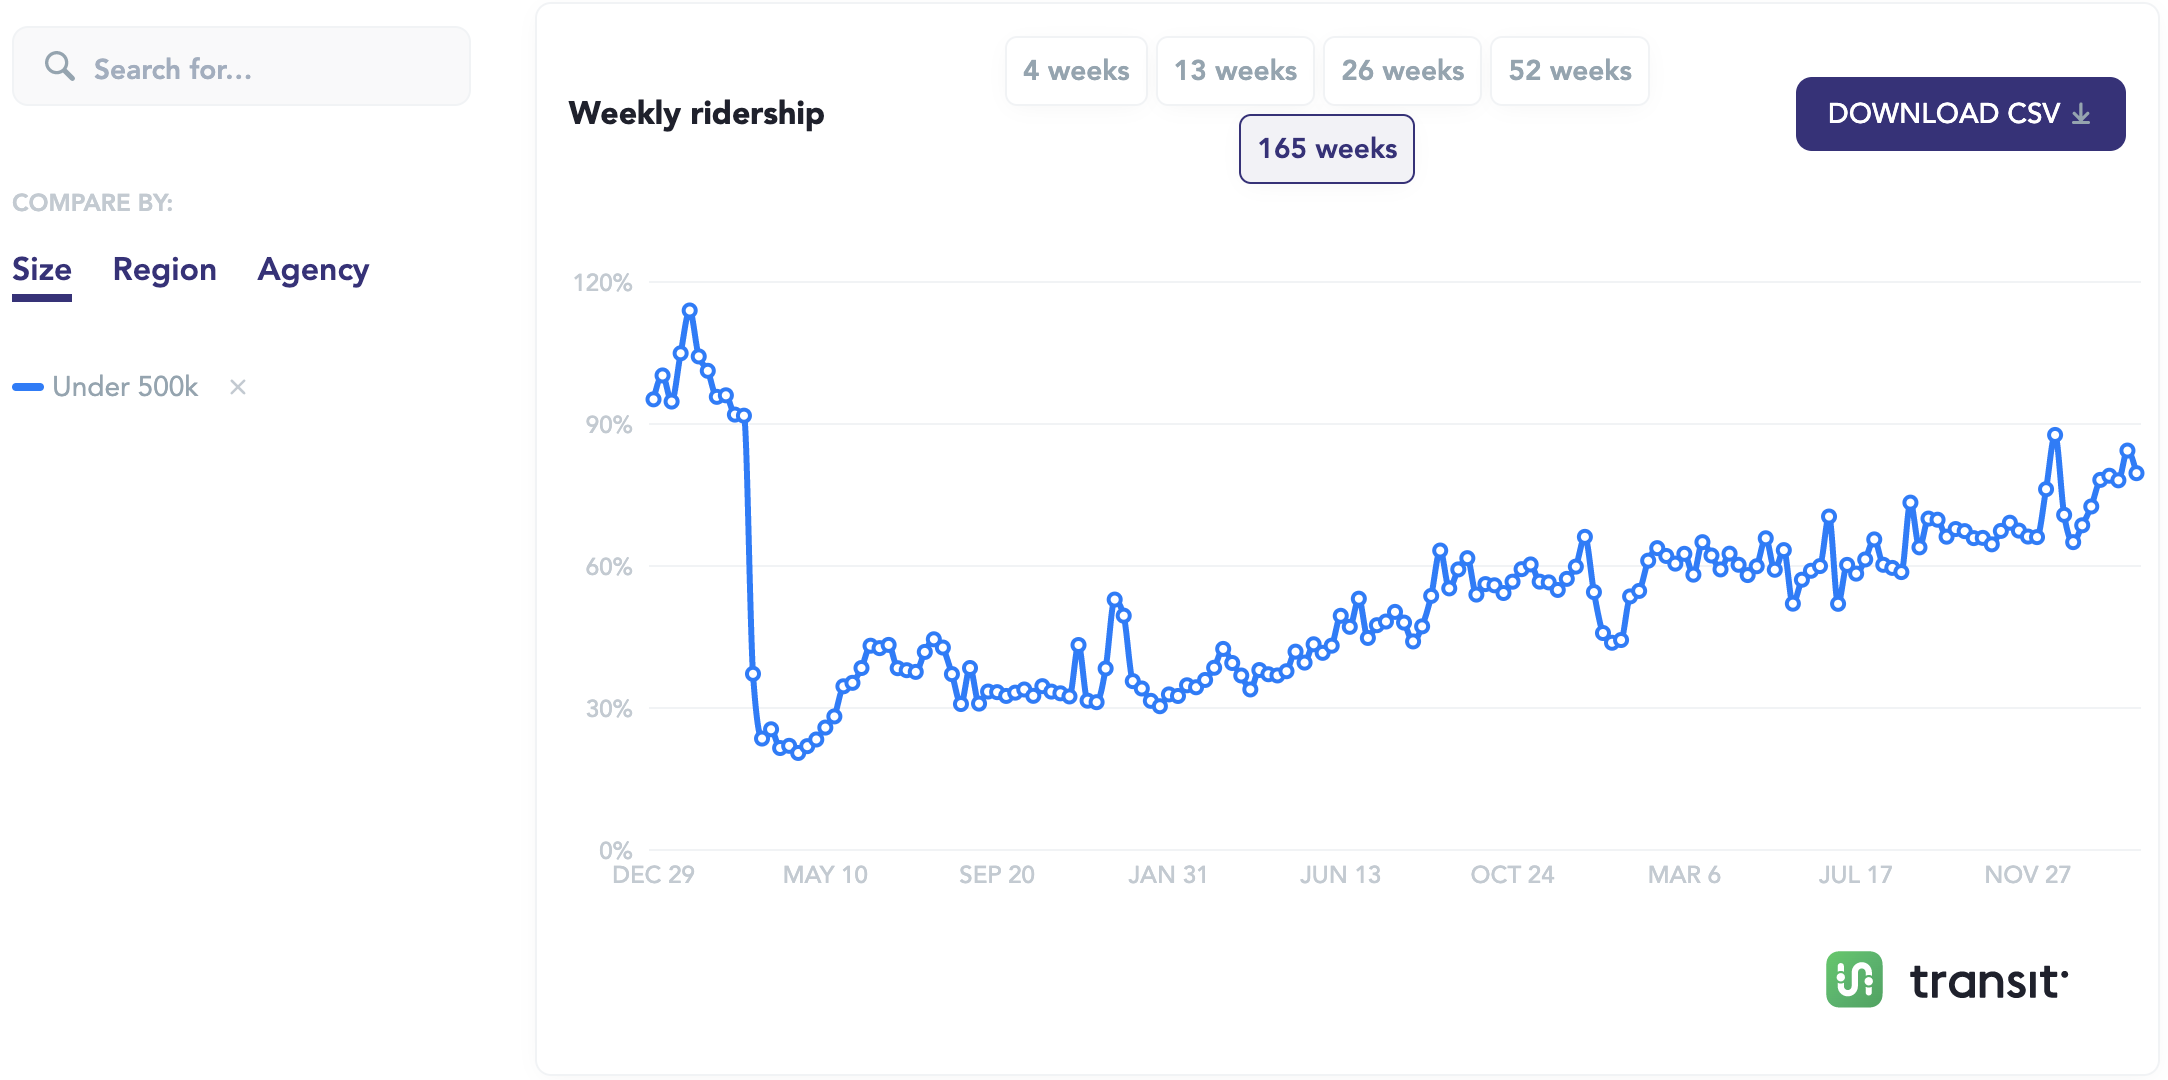 Search for...
COMPARE BY:
Size Region Agency
Under 500k ×
Weekly ridership
4 weeks 13 weeks 26 weeks 52 weeks
165 weeks
DOWNLOAD CSV
120%
90%
60%
30%
0%
DEC 29 MAY 10 SEP 20 JAN 31 JUN 13 OCT 24 MAR 6 JUL 17 NOV 27
transit